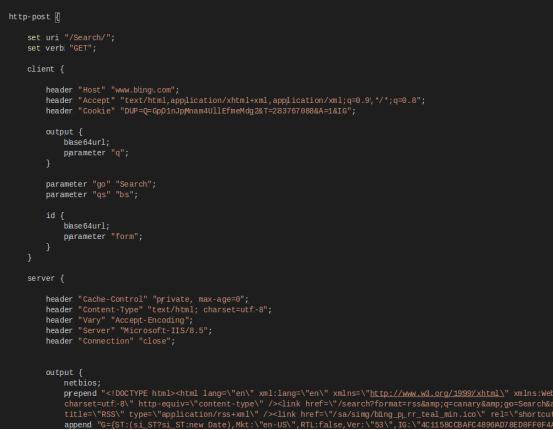 http-post {
set uri "/Search/";
set verb "GET";
client {
header "Host" "www.bing.com";
header "Accept" "text/html,application/xhtml+xml,application/xml;q=0.9,*/*;q=0.8";
header "Cookie" "DUP=Q=GpO1nJpMnam4UllEfmeMdg2&T=283767088&A=1&IG";
output {
base64url;
parameter "q";
}
parameter "go" "Search";
parameter "qs" "bs";
id {
base64url;
parameter "form";
}
}
server {
header "Cache-Control" "private, max-age=0";
header "Content-Type" "text/html; charset=utf-8";
header "Vary" "Accept-Encoding";
header "Server" "Microsoft-IIS/8.5";
header "Connection" "close";
output {
netbios;
prepend "<!DOCTYPE html><html lang=\"en\" xml:lang=\"en\" xmlns=\"http://www.w3.org/1999/xhtml\" xmlns:Web
charset=utf-8\" http-equiv=\"content-type\" /><link href=\"/search?format=rss&amp;q=canary&amp;go=Search&a
title=\"RSS\" type=\"application/rss+xml\" /><link href=\"/sa/simg/bing_p_rr_teal_min.ico\" rel=\"shortcut
append "G={ST:(si_ST?si_ST:new Date),Mkt:\"en-US\",RTL:false,Ver:\"53\",IG:\"4C1158CCBAFC4896AD78ED0FF0F4A